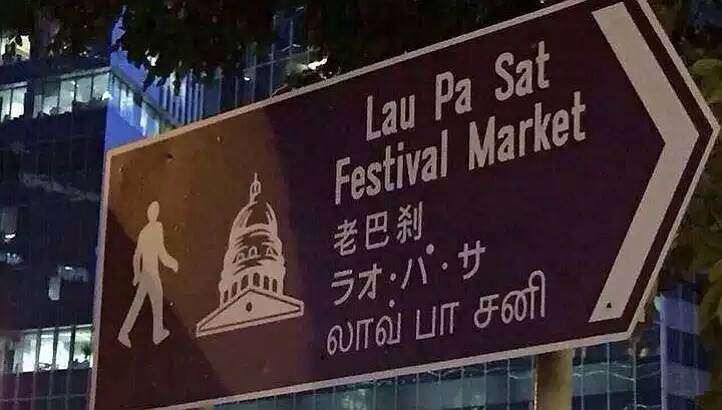 Lau Pa Sat
Festival Market
老巴刹
ラオ・パ・サ
லாவ் பா சனி